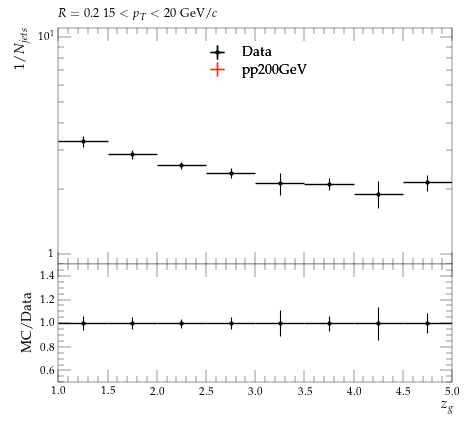 R = 0.2 15 < p_T < 20 GeV/c
1/N_jets
10^1
1
Data
pp200GeV
MC/Data
1.4
1.2
1.0
0.8
0.6
1.0 1.5 2.0 2.5 3.0 3.5 4.0 4.5 5.0
z_g